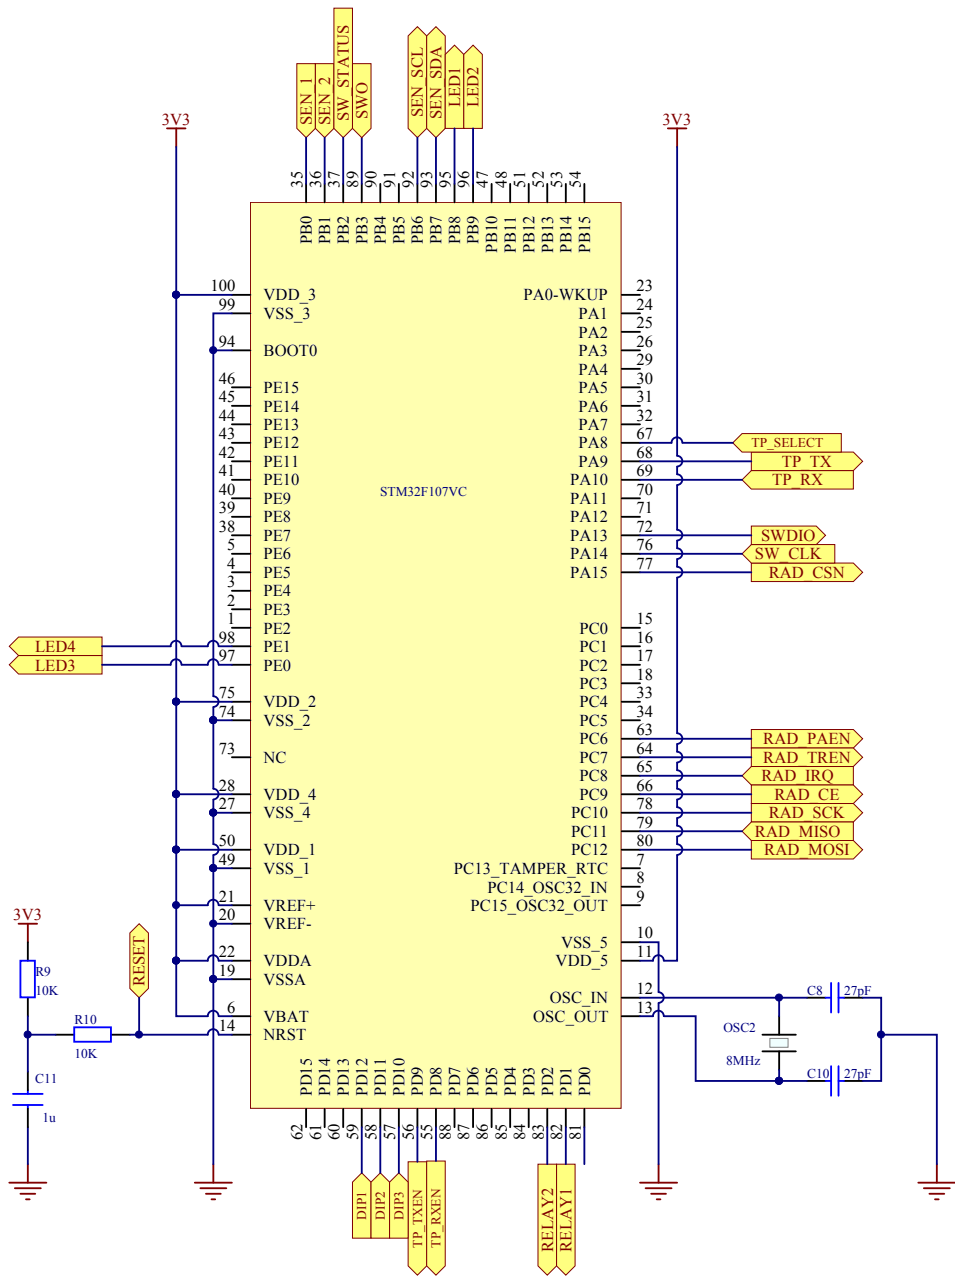 SEN_1
SEN_2
SW_STATUS
SWO
SEN_SCL
SEN_SDA
LED1
LED2
3V3
3V3
35
36
37
89
90
91
92
93
95
96
47
48
51
52
53
54
PB0
PB1
PB2
PB3
PB4
PB5
PB6
PB7
PB8
PB9
PB10
PB11
PB12
PB13
PB14
PB15
100 VDD_3
99 VSS_3
94 BOOT0
46 PE15
45 PE14
44 PE13
43 PE12
42 PE11
41 PE10
40 PE9
39 PE8
38 PE7
5 PE6
4 PE5
3 PE4
2 PE3
1 PE2
LED4 98 PE1
LED3 97 PE0
75 VDD_2
74 VSS_2
73 NC
28 VDD_4
27 VSS_4
50 VDD_1
49 VSS_1
21 VREF+
20 VREF-
22 VDDA
19 VSSA
6 VBAT
14 NRST
STM32F107VC
PA0-WKUP 23
PA1 24
PA2 25
PA3 26
PA4 29
PA5 30
PA6 31
PA7 32
PA8 67 TP_SELECT
PA9 68 TP_TX
PA10 69 TP_RX
PA11 70
PA12 71
PA13 72 SWDIO
PA14 76 SW_CLK
PA15 77 RAD_CSN
PC0 15
PC1 16
PC2 17
PC3 18
PC4 33
PC5 34
PC6 63 RAD_PAEN
PC7 64 RAD_TREN
PC8 65 RAD_IRQ
PC9 66 RAD_CE
PC10 78 RAD_SCK
PC11 79 RAD_MISO
PC12 80 RAD_MOSI
PC13_TAMPER_RTC 7
PC14_OSC32_IN 8
PC15_OSC32_OUT 9
VSS_5 10
VDD_5 11
OSC_IN 12
OSC_OUT 13
3V3
R9
10K
RESET
R10
10K
C11
1u
C8 27pF
OSC2
8MHz
C10 27pF
PD15
PD14
PD13
PD12
PD11
PD10
PD9
PD8
PD7
PD6
PD5
PD4
PD3
PD2
PD1
PD0
62
61
60
59
58
57
56
55
88
87
86
85
84
83
82
81
DIP1
DIP2
DIP3
TP_TXEN
TP_RXEN
RELAY2
RELAY1